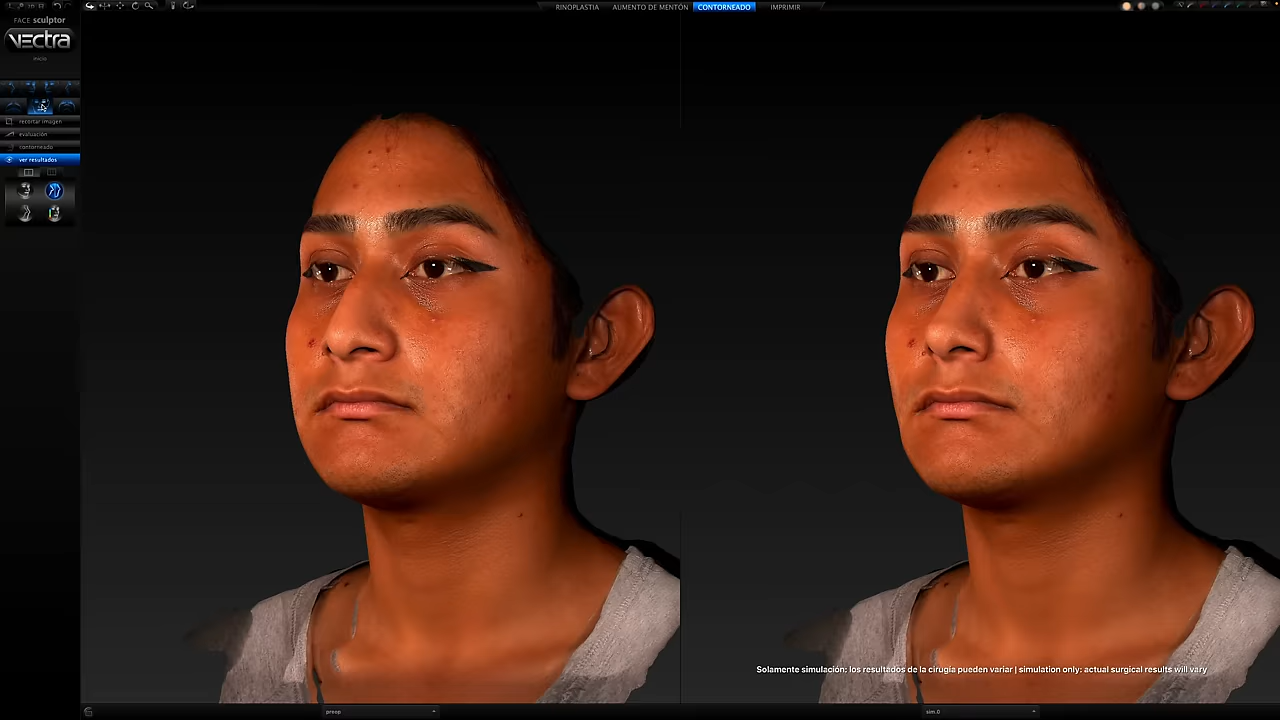 RINOPLASTIA AUMENTO DE MENTÓN CONTORNEADO IMPRIMIR
FACE sculptor
VECTRA
inicio
recortar imagen
evaluación
contorneado
ver resultados
Solamente simulación: los resultados de la cirugía pueden variar | simulation only: actual surgical results will vary
preop
sim.0